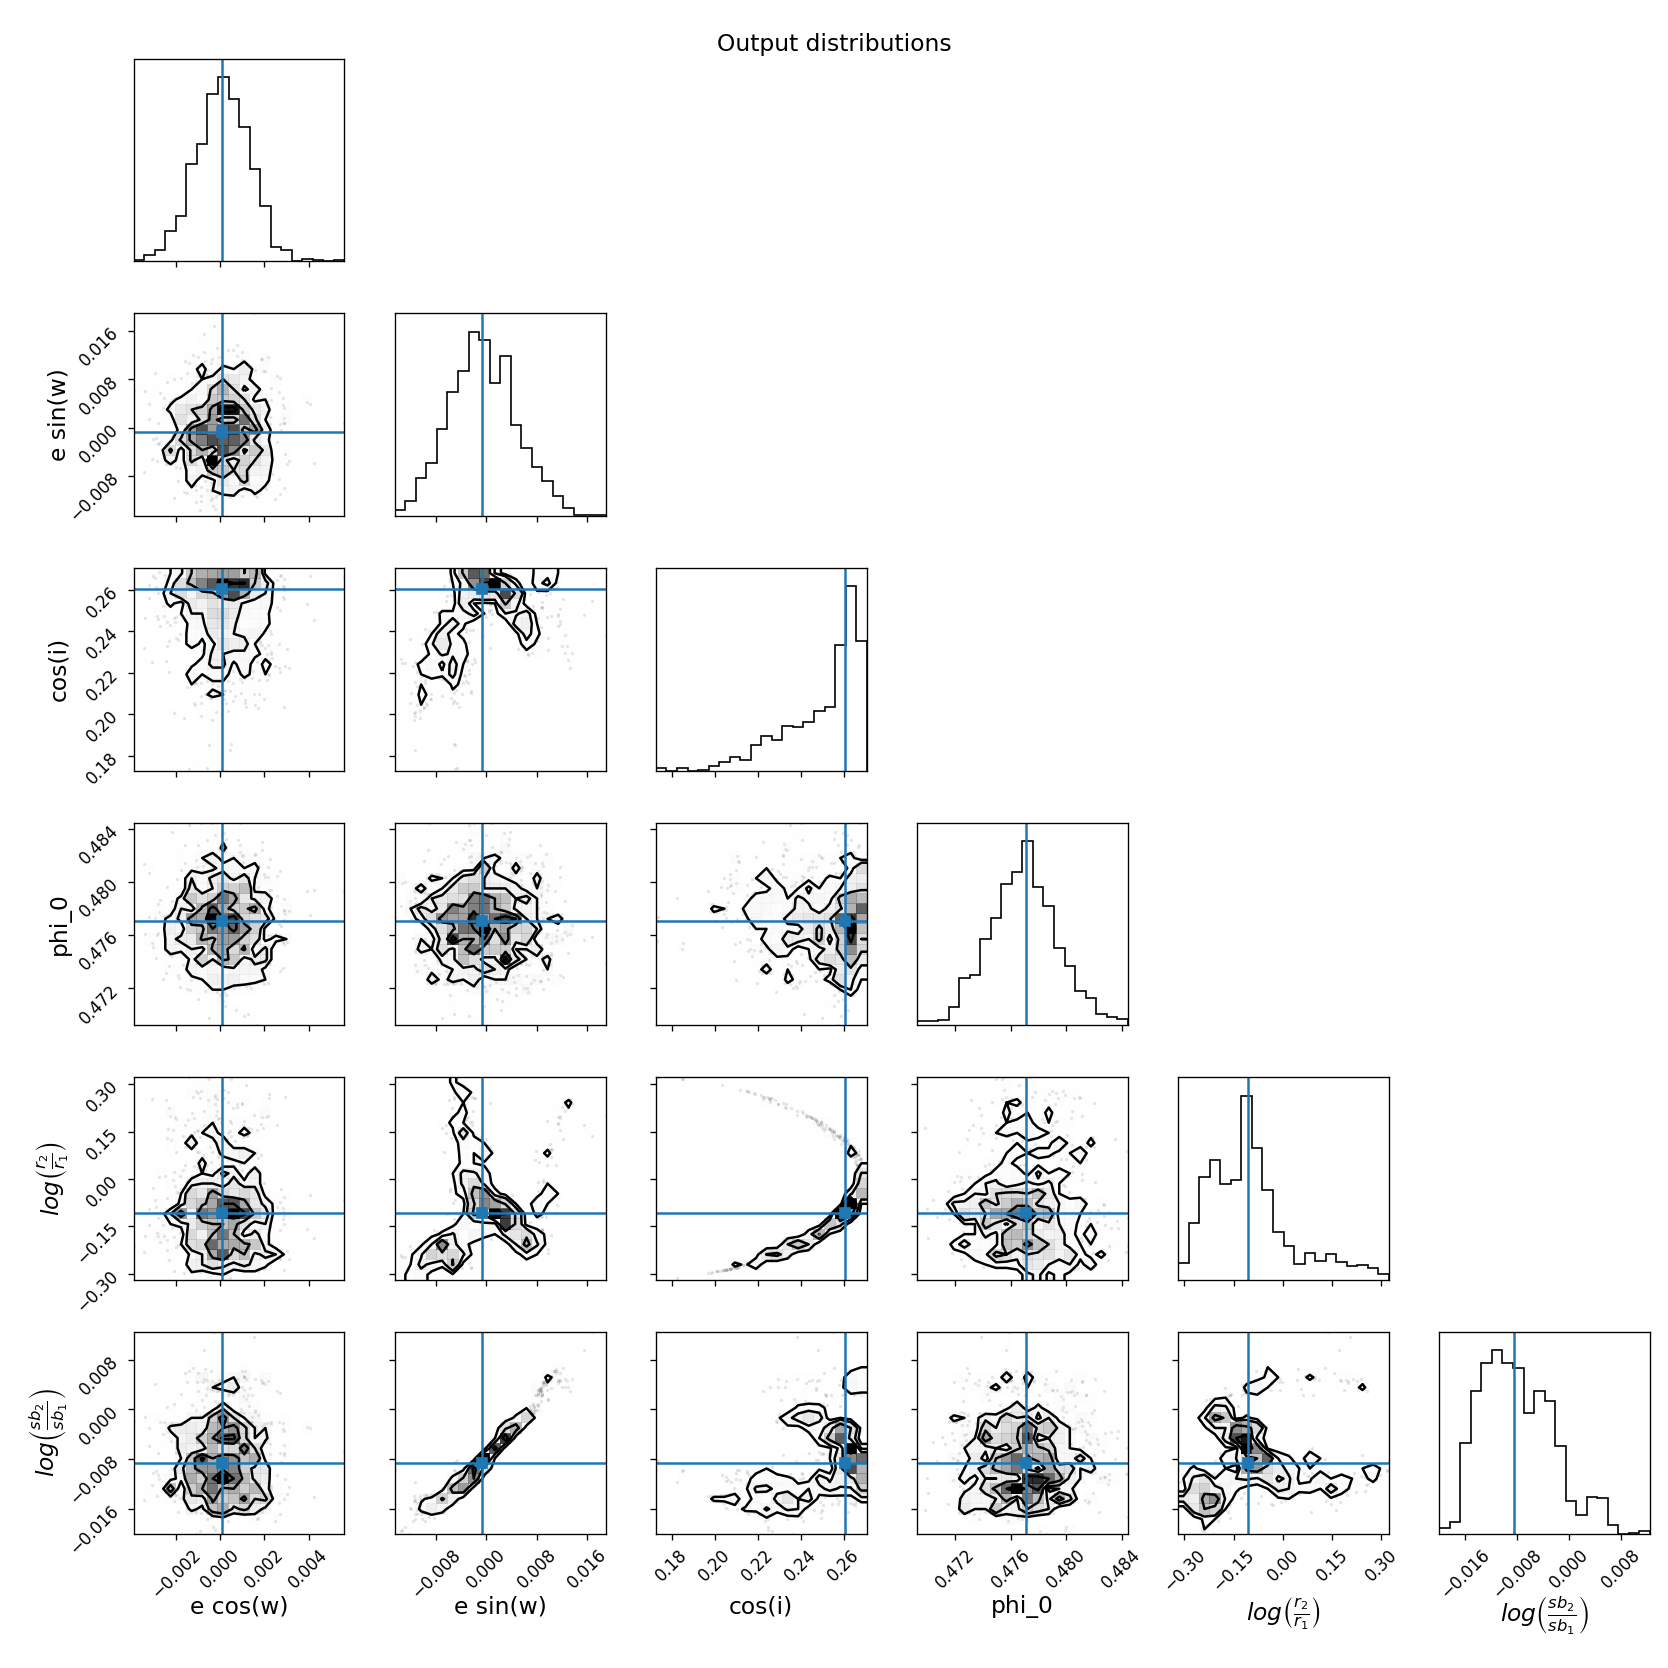 Output distributions
e sin(w)
0.016
0.008
0.000
−0.008
cos(i)
0.26
0.24
0.22
0.20
0.18
phi_0
0.484
0.480
0.476
0.472
log(r₂/r₁)
0.30
0.15
0.00
−0.15
−0.30
log(sb₂/sb₁)
0.008
0.000
−0.008
−0.016
−0.002 0.000 0.002 0.004
−0.008 0.000 0.008 0.016
0.18 0.20 0.22 0.24 0.26
0.472 0.476 0.480 0.484
−0.30 −0.15 0.00 0.15 0.30
−0.016 −0.008 0.000 0.008
e cos(w)
e sin(w)
cos(i)
phi_0
log(r₂/r₁)
log(sb₂/sb₁)